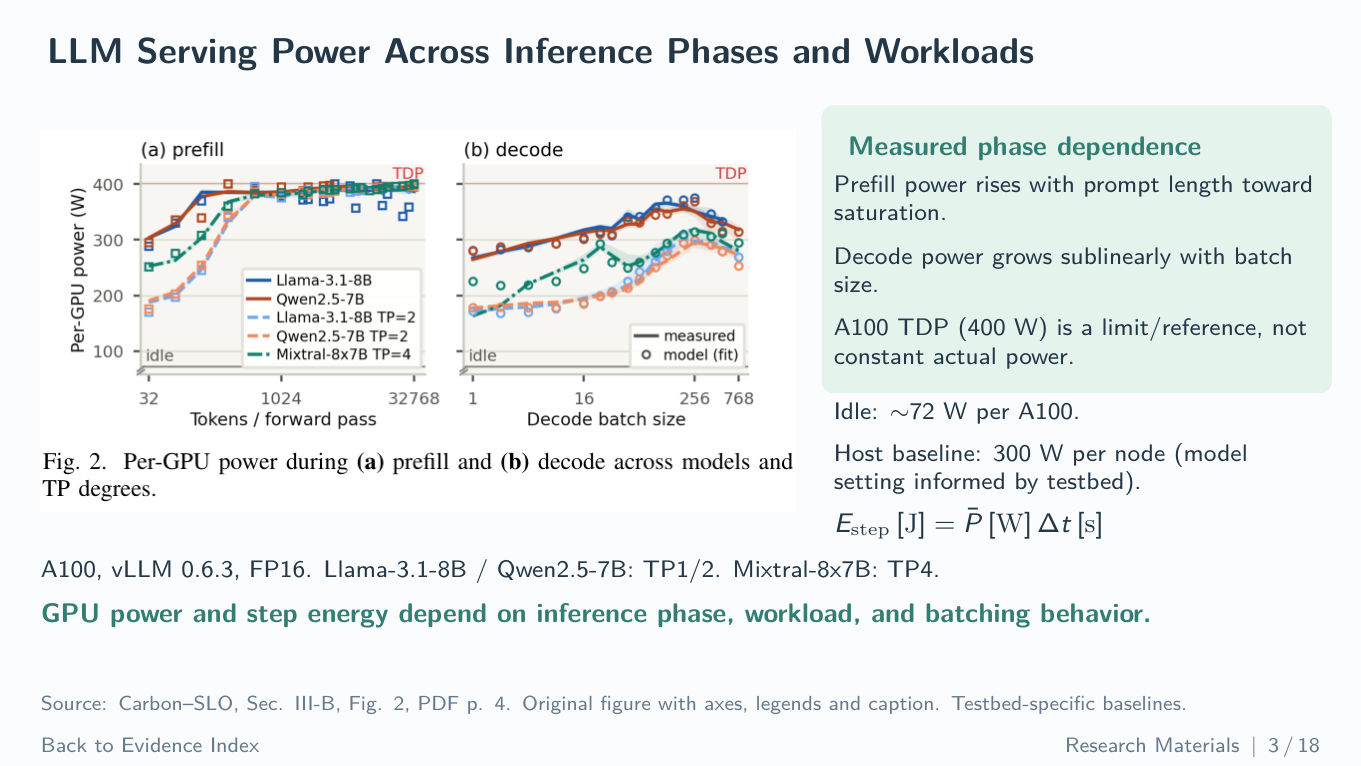 LLM Serving Power Across Inference Phases and Workloads
(a) prefill
(b) decode
TDP
TDP
400
300
200
100
Per-GPU power (W)
idle
idle
Llama-3.1-8B
Qwen2.5-7B
Llama-3.1-8B TP=2
Qwen2.5-7B TP=2
Mixtral-8x7B TP=4
measured
model (fit)
32
1024
32768
Tokens / forward pass
1
16
256
768
Decode batch size
Fig. 2. Per-GPU power during (a) prefill and (b) decode across models and
TP degrees.
Measured phase dependence
Prefill power rises with prompt length toward
saturation.
Decode power grows sublinearly with batch
size.
A100 TDP (400 W) is a limit/reference, not
constant actual power.
Idle: ∼72 W per A100.
Host baseline: 300 W per node (model
setting informed by testbed).
E_step [J] = P̄ [W] Δt [s]
A100, vLLM 0.6.3, FP16. Llama-3.1-8B / Qwen2.5-7B: TP1/2. Mixtral-8x7B: TP4.
GPU power and step energy depend on inference phase, workload, and batching behavior.
Source: Carbon–SLO, Sec. III-B, Fig. 2, PDF p. 4. Original figure with axes, legends and caption. Testbed-specific baselines.
Back to Evidence Index
Research Materials | 3 / 18